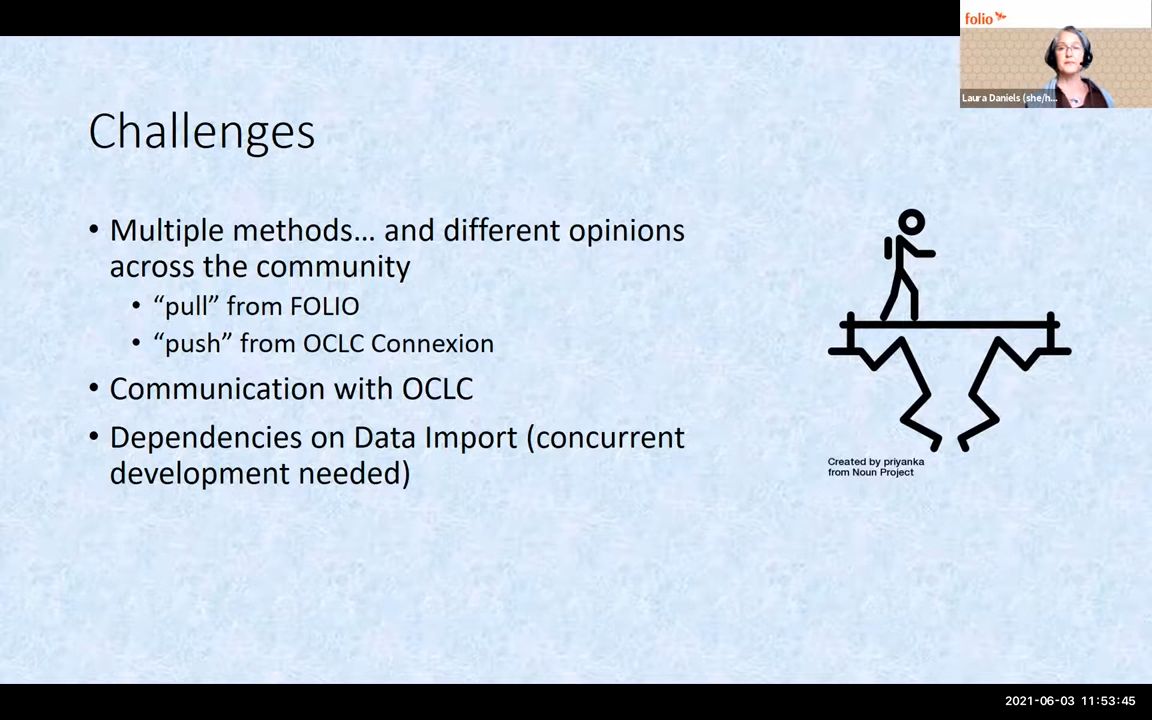 folio
Laura Daniels (she/h...
Challenges
• Multiple methods... and different opinions
across the community
• “pull” from FOLIO
• “push” from OCLC Connexion
• Communication with OCLC
• Dependencies on Data Import (concurrent
development needed)
Created by priyanka
from Noun Project
2021-06-03 11:53:45